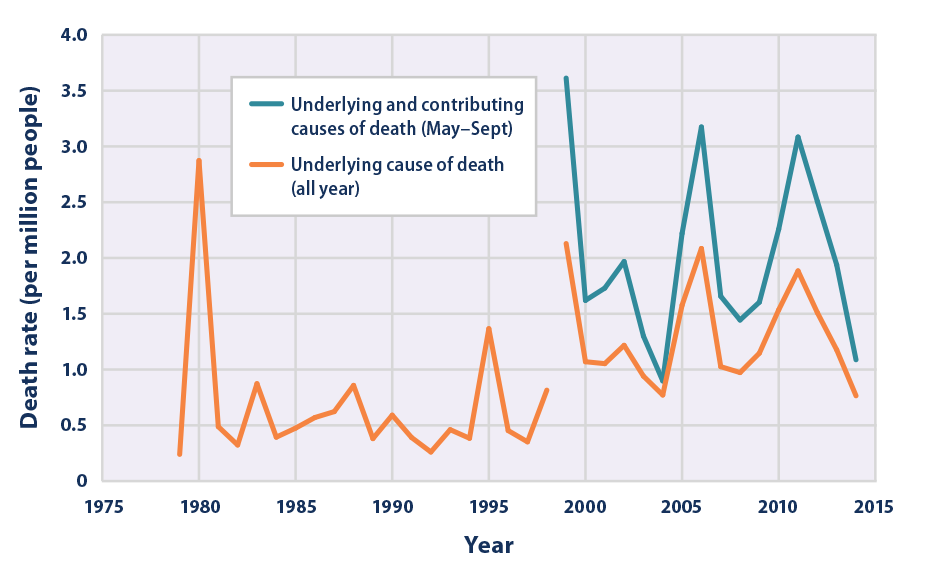 4.0
3.5
3.0
2.5
2.0
1.5
1.0
0.5
0
Death rate (per million people)
Underlying and contributing
causes of death (May–Sept)
Underlying cause of death
(all year)
1975 1980 1985 1990 1995 2000 2005 2010 2015
Year